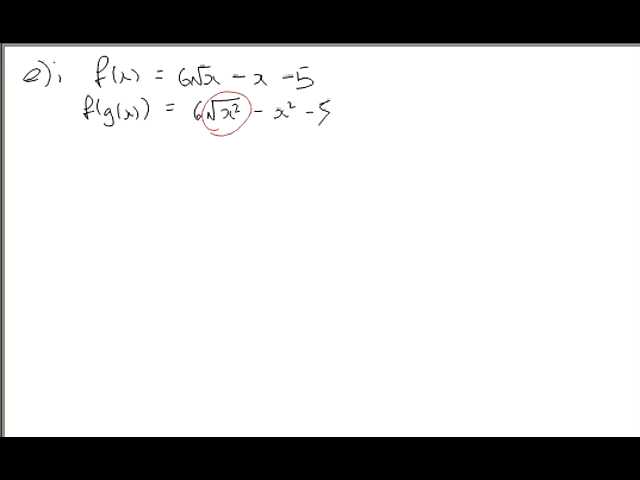 e) i f(x) = 6√x - x - 5
f(g(x)) = 6√x² - x² - 5